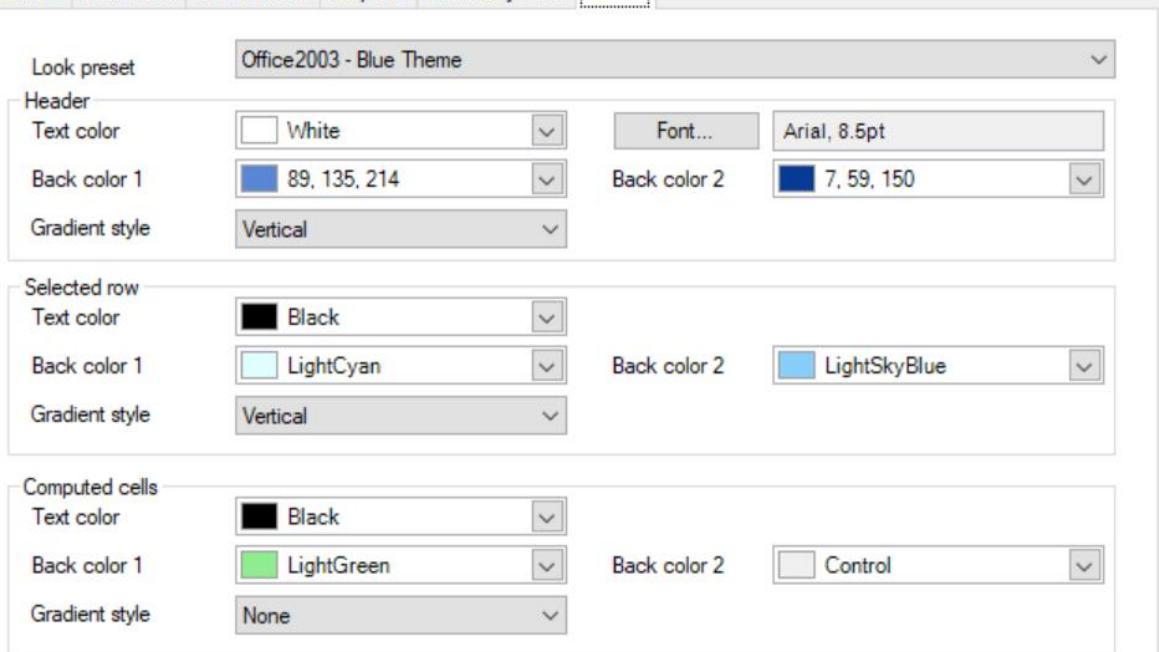 Look preset Office2003 - Blue Theme
Header
Text color White Font... Arial, 8.5pt
Back color 1 89, 135, 214 Back color 2 7, 59, 150
Gradient style Vertical
Selected row
Text color Black
Back color 1 LightCyan Back color 2 LightSkyBlue
Gradient style Vertical
Computed cells
Text color Black
Back color 1 LightGreen Back color 2 Control
Gradient style None